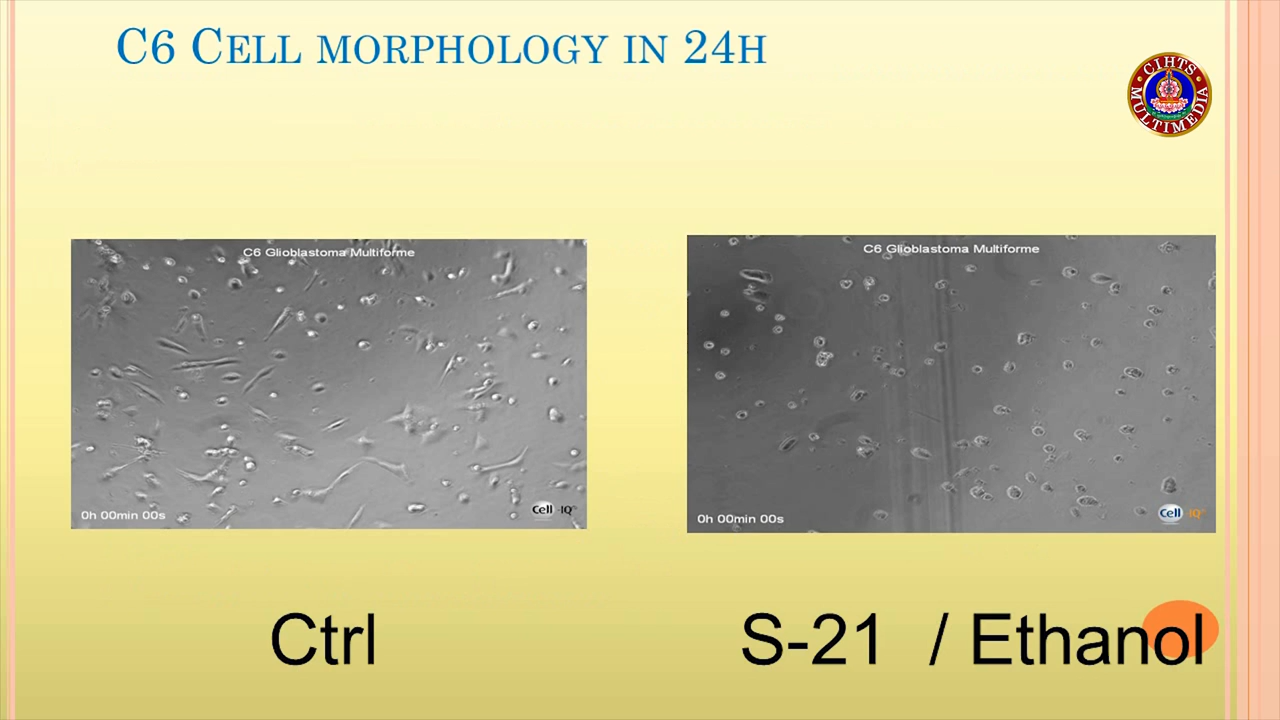 C6 CELL MORPHOLOGY IN 24H
CIHTS
MULTIMEDIA
C6 Glioblastoma Multiforme
0h 00min 00s
Cell IQ
C6 Glioblastoma Multiforme
0h 00min 00s
Cell IQ
Ctrl
S-21 / Ethanol